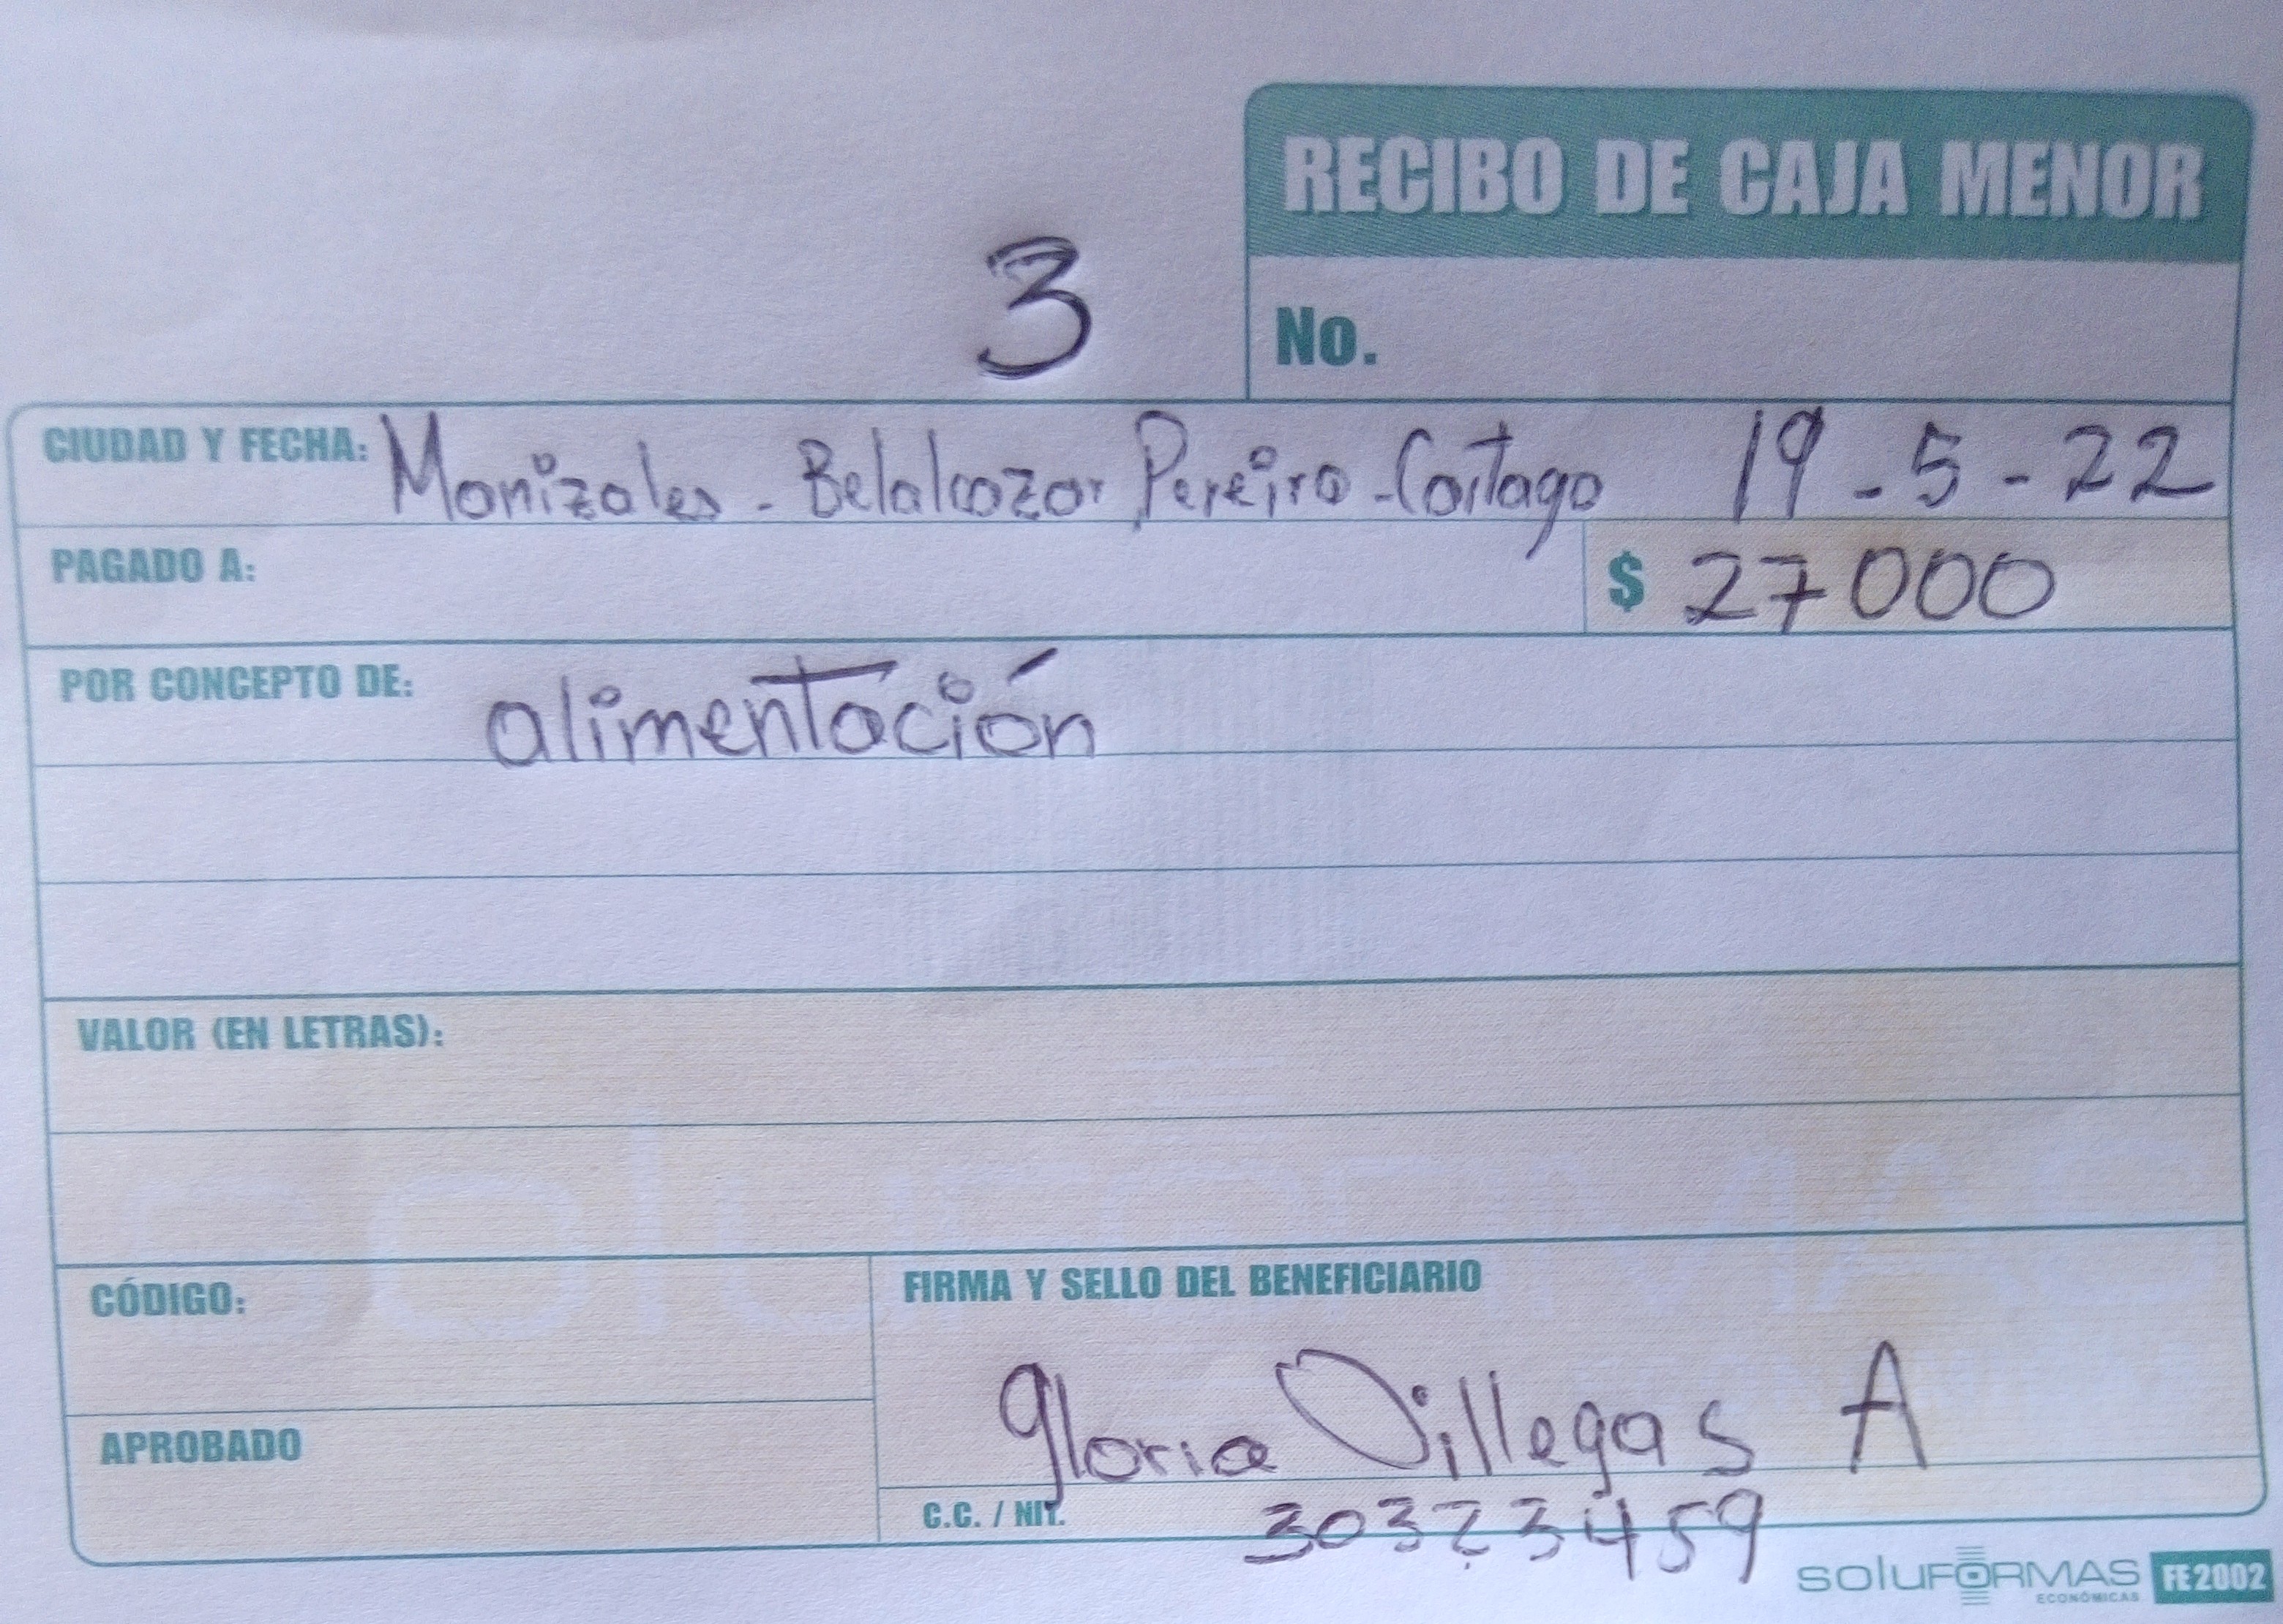 RECIBO DE CAJA MENOR
3
No.
CIUDAD Y FECHA: Manizales - Belalcazar Pereira - Cartago 19 - 5 - 22
PAGADO A: $ 27000
POR CONCEPTO DE: alimentación
VALOR (EN LETRAS):
CÓDIGO:
FIRMA Y SELLO DEL BENEFICIARIO
Gloria Villegas A
APROBADO
C.C. / NIT. 30323459
soluFORMAS
ECONÓMICAS
FE2002